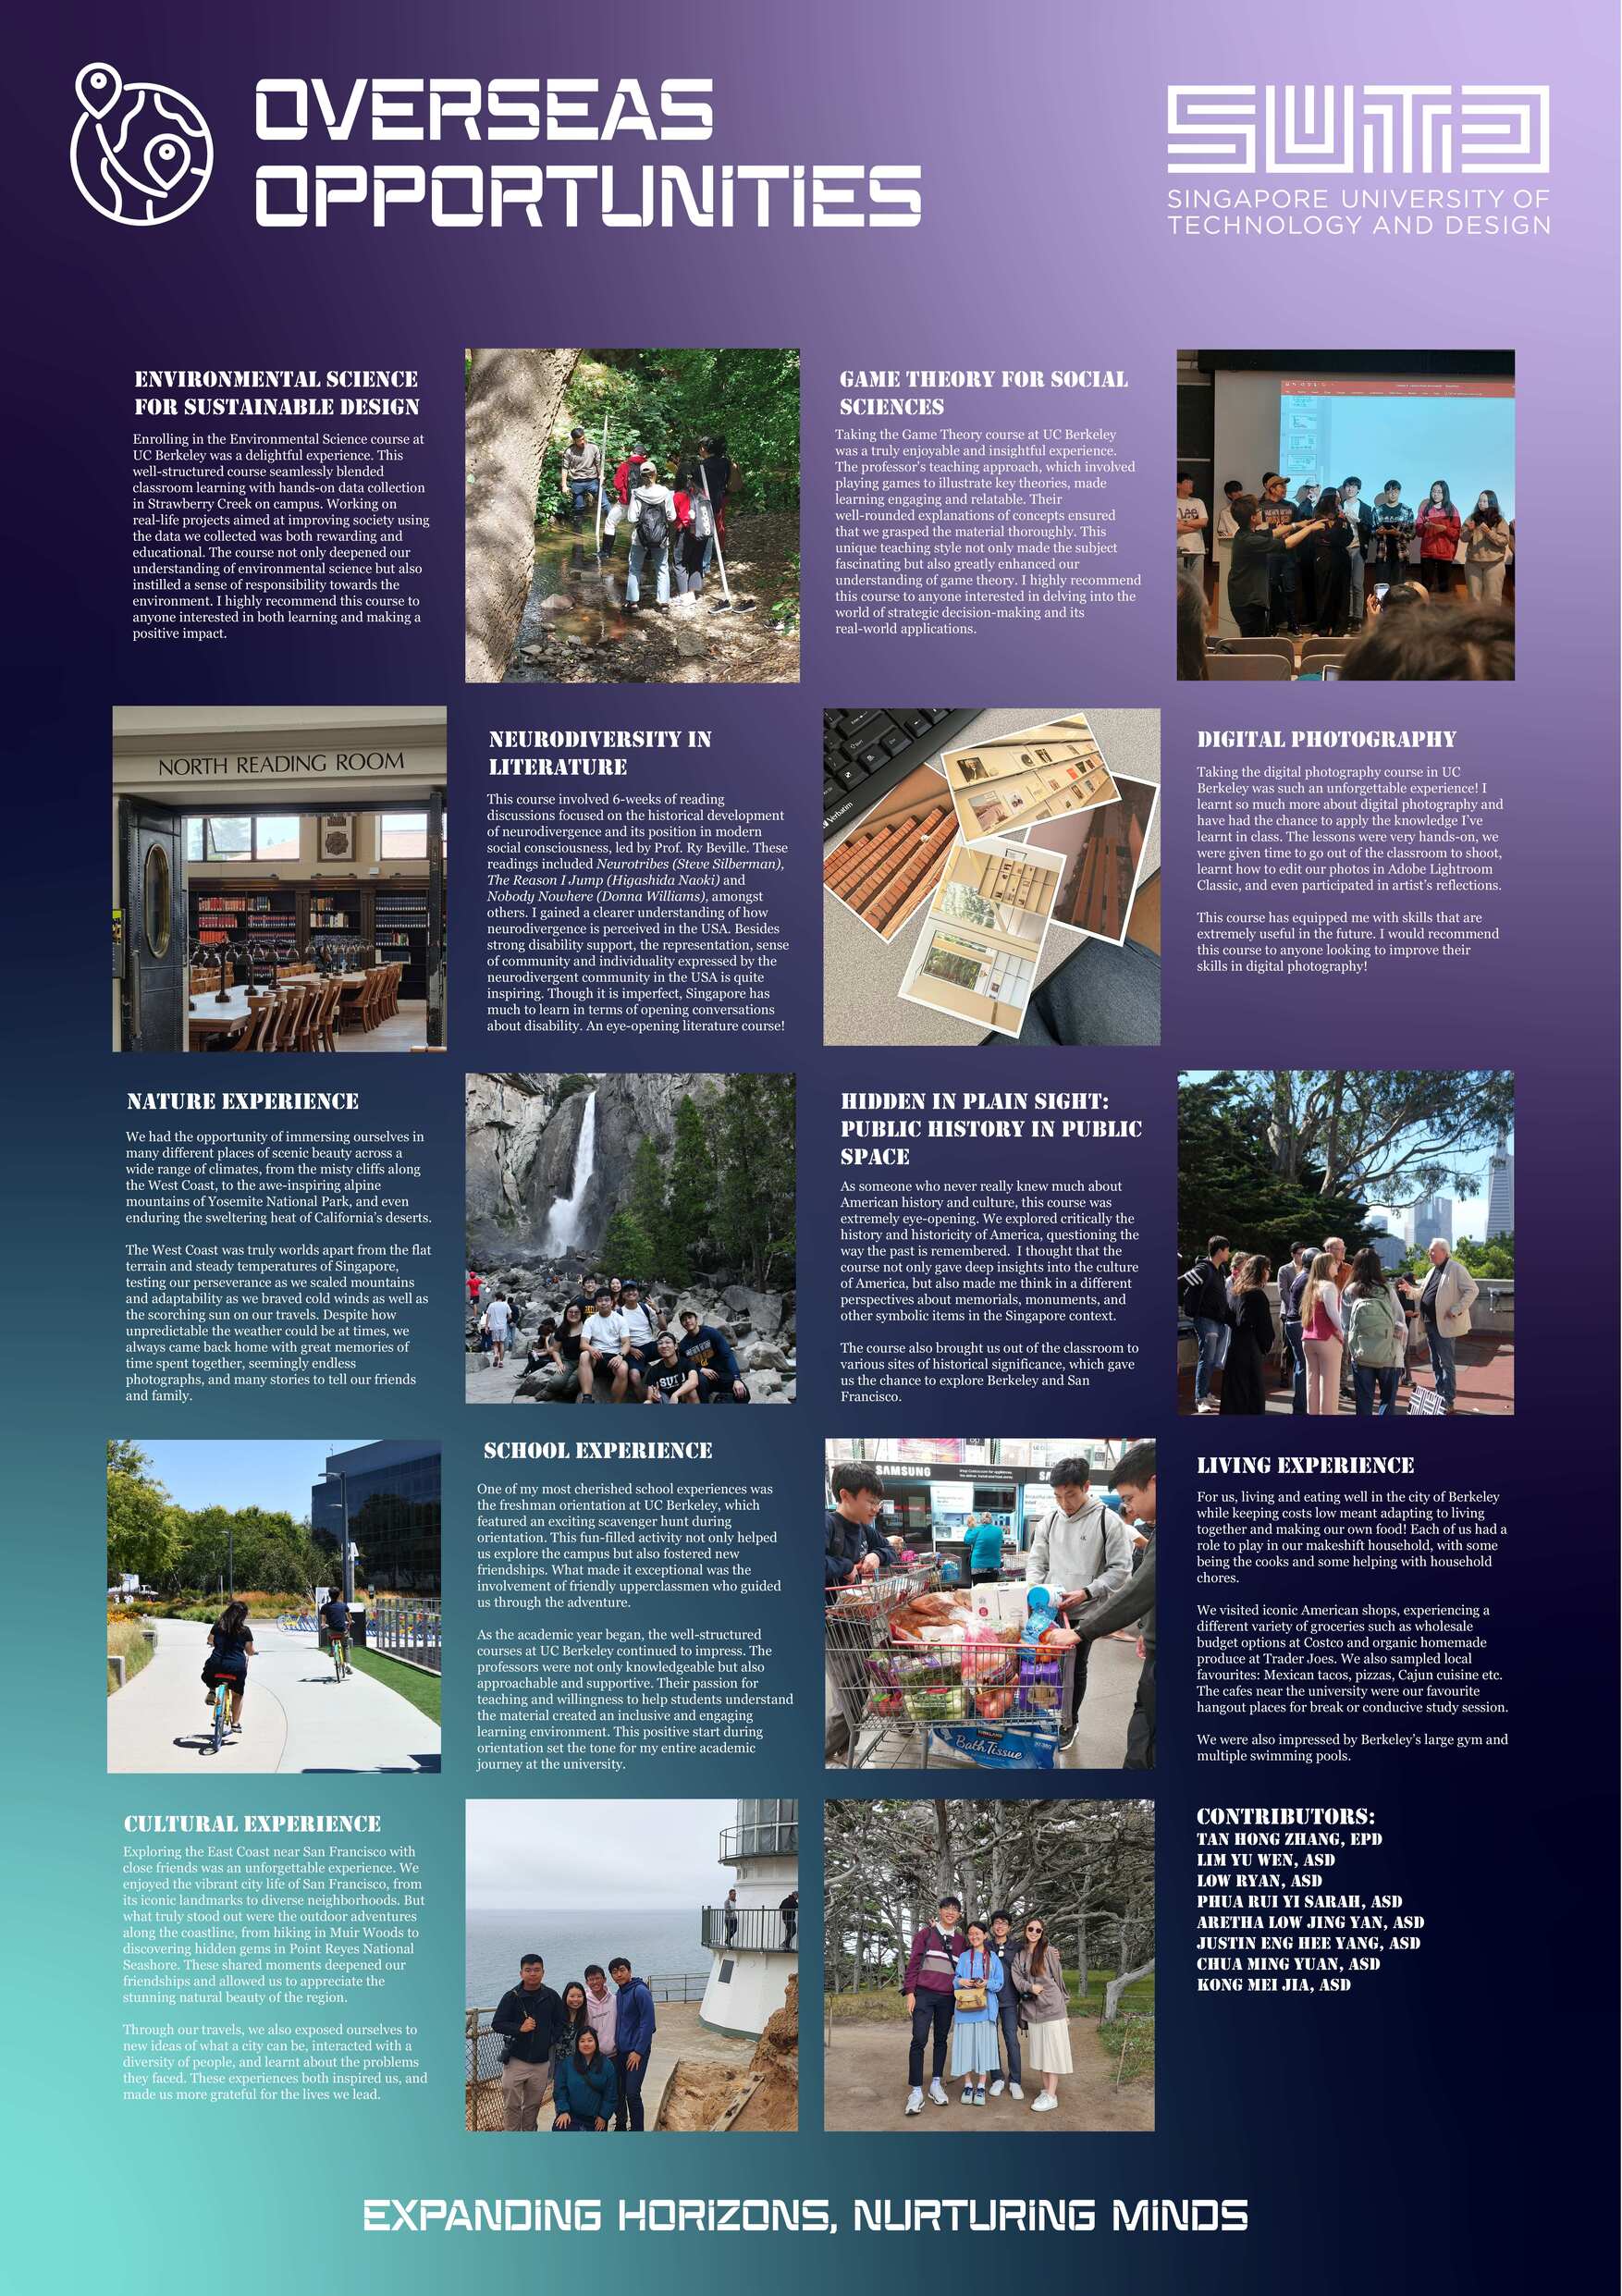 OVERSEAS
OPPORTUNITIES
SUTD
SINGAPORE UNIVERSITY OF
TECHNOLOGY AND DESIGN
ENVIRONMENTAL SCIENCE
FOR SUSTAINABLE DESIGN
Enrolling in the Environmental Science course at
UC Berkeley was a delightful experience. This
well-structured course seamlessly blended
classroom learning with hands-on data collection
in Strawberry Creek on campus. Working on
real-life projects aimed at improving society using
the data we collected was both rewarding and
educational. The course not only deepened our
understanding of environmental science but also
instilled a sense of responsibility towards the
environment. I highly recommend this course to
anyone interested in both learning and making a
positive impact.
GAME THEORY FOR SOCIAL
SCIENCES
Taking the Game Theory course at UC Berkeley
was a truly enjoyable and insightful experience.
The professor's teaching approach, which involved
playing games to illustrate key theories, made
learning engaging and relatable. Their
well-rounded explanations of concepts ensured
that we grasped the material thoroughly. This
unique teaching style not only made the subject
fascinating but also greatly enhanced our
understanding of game theory. I highly recommend
this course to anyone interested in delving into the
world of strategic decision-making and its
real-world applications.
NORTH READING ROOM
NEURODIVERSITY IN
LITERATURE
This course involved 6-weeks of reading
discussions focused on the historical development
of neurodivergence and its position in modern
social consciousness, led by Prof. Ry Beville. These
readings included Neurotribes (Steve Silberman),
The Reason I Jump (Higashida Naoki) and
Nobody Nowhere (Donna Williams), amongst
others. I gained a clearer understanding of how
neurodivergence is perceived in the USA. Besides
strong disability support, the representation, sense
of community and individuality expressed by the
neurodivergent community in the USA is quite
inspiring. Though it is imperfect, Singapore has
much to learn in terms of opening conversations
about disability. An eye-opening literature course!
Verbatim
DIGITAL PHOTOGRAPHY
Taking the digital photography course in UC
Berkeley was such an unforgettable experience! I
learnt so much more about digital photography and
have had the chance to apply the knowledge I've
learnt in class. The lessons were very hands-on, we
were given time to go out of the classroom to shoot,
learnt how to edit our photos in Adobe Lightroom
Classic, and even participated in artist's reflections.
This course has equipped me with skills that are
extremely useful in the future. I would recommend
this course to anyone looking to improve their
skills in digital photography!
NATURE EXPERIENCE
We had the opportunity of immersing ourselves in
many different places of scenic beauty across a
wide range of climates, from the misty cliffs along
the West Coast, to the awe-inspiring alpine
mountains of Yosemite National Park, and even
enduring the sweltering heat of California's deserts.
The West Coast was truly worlds apart from the flat
terrain and steady temperatures of Singapore,
testing our perseverance as we scaled mountains
and adaptability as we braved cold winds as well as
the scorching sun on our travels. Despite how
unpredictable the weather could be at times, we
always came back home with great memories of
time spent together, seemingly endless
photographs, and many stories to tell our friends
and family.
HIDDEN IN PLAIN SIGHT:
PUBLIC HISTORY IN PUBLIC
SPACE
As someone who never really knew much about
American history and culture, this course was
extremely eye-opening. We explored critically the
history and historicity of America, questioning the
way the past is remembered. I thought that the
course not only gave deep insights into the culture
of America, but also made me think in a different
perspectives about memorials, monuments, and
other symbolic items in the Singapore context.
The course also brought us out of the classroom to
various sites of historical significance, which gave
us the chance to explore Berkeley and San
Francisco.
SCHOOL EXPERIENCE
One of my most cherished school experiences was
the freshman orientation at UC Berkeley, which
featured an exciting scavenger hunt during
orientation. This fun-filled activity not only helped
us explore the campus but also fostered new
friendships. What made it exceptional was the
involvement of friendly upperclassmen who guided
us through the adventure.
As the academic year began, the well-structured
courses at UC Berkeley continued to impress. The
professors were not only knowledgeable but also
approachable and supportive. Their passion for
teaching and willingness to help students understand
the material created an inclusive and engaging
learning environment. This positive start during
orientation set the tone for my entire academic
journey at the university.
SAMSUNG
Bath Tissue
LIVING EXPERIENCE
For us, living and eating well in the city of Berkeley
while keeping costs low meant adapting to living
together and making our own food! Each of us had a
role to play in our makeshift household, with some
being the cooks and some helping with household
chores.
We visited iconic American shops, experiencing a
different variety of groceries such as wholesale
budget options at Costco and organic homemade
produce at Trader Joes. We also sampled local
favourites: Mexican tacos, pizzas, Cajun cuisine etc.
The cafes near the university were our favourite
hangout places for break or conducive study session.
We were also impressed by Berkeley's large gym and
multiple swimming pools.
CULTURAL EXPERIENCE
Exploring the East Coast near San Francisco with
close friends was an unforgettable experience. We
enjoyed the vibrant city life of San Francisco, from
its iconic landmarks to diverse neighborhoods. But
what truly stood out were the outdoor adventures
along the coastline, from hiking in Muir Woods to
discovering hidden gems in Point Reyes National
Seashore. These shared moments deepened our
friendships and allowed us to appreciate the
stunning natural beauty of the region.
Through our travels, we also exposed ourselves to
new ideas of what a city can be, interacted with a
diversity of people, and learnt about the problems
they faced. These experiences both inspired us, and
made us more grateful for the lives we lead.
CONTRIBUTORS:
TAN HONG ZHANG, EPD
LIM YU WEN, ASD
LOW RYAN, ASD
PHUA RUI YI SARAH, ASD
ARETHA LOW JING YAN, ASD
JUSTIN ENG HEE YANG, ASD
CHUA MING YUAN, ASD
KONG MEI JIA, ASD
EXPANDING HORIZONS, NURTURING MINDS